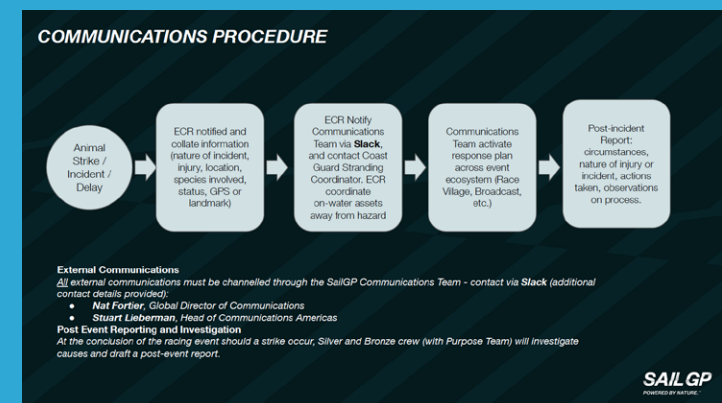 COMMUNICATIONS PROCEDURE
Animal
Strike /
Incident /
Delay
ECR notified and
collate information
(nature of incident,
injury, location,
species involved,
status, GPS or
landmark)
ECR Notify
Communications
Team via Slack,
and contact Coast
Guard Stranding
Coordinator. ECR
coordinate
on-water assets
away from hazard
Communications
Team activate
response plan
across event
ecosystem (Race
Village, Broadcast,
etc.)
Post-incident
Report:
circumstances,
nature of injury or
incident, actions
taken, observations
on process.
External Communications
All external communications must be channelled through the SailGP Communications Team - contact via Slack (additional
contact details provided):
● Nat Fortier, Global Director of Communications
● Stuart Lieberman, Head of Communications Americas
Post Event Reporting and Investigation
At the conclusion of the racing event should a strike occur, Silver and Bronze crew (with Purpose Team) will investigate
causes and draft a post-event report.
SAIL GP
POWERED BY NATURE.™